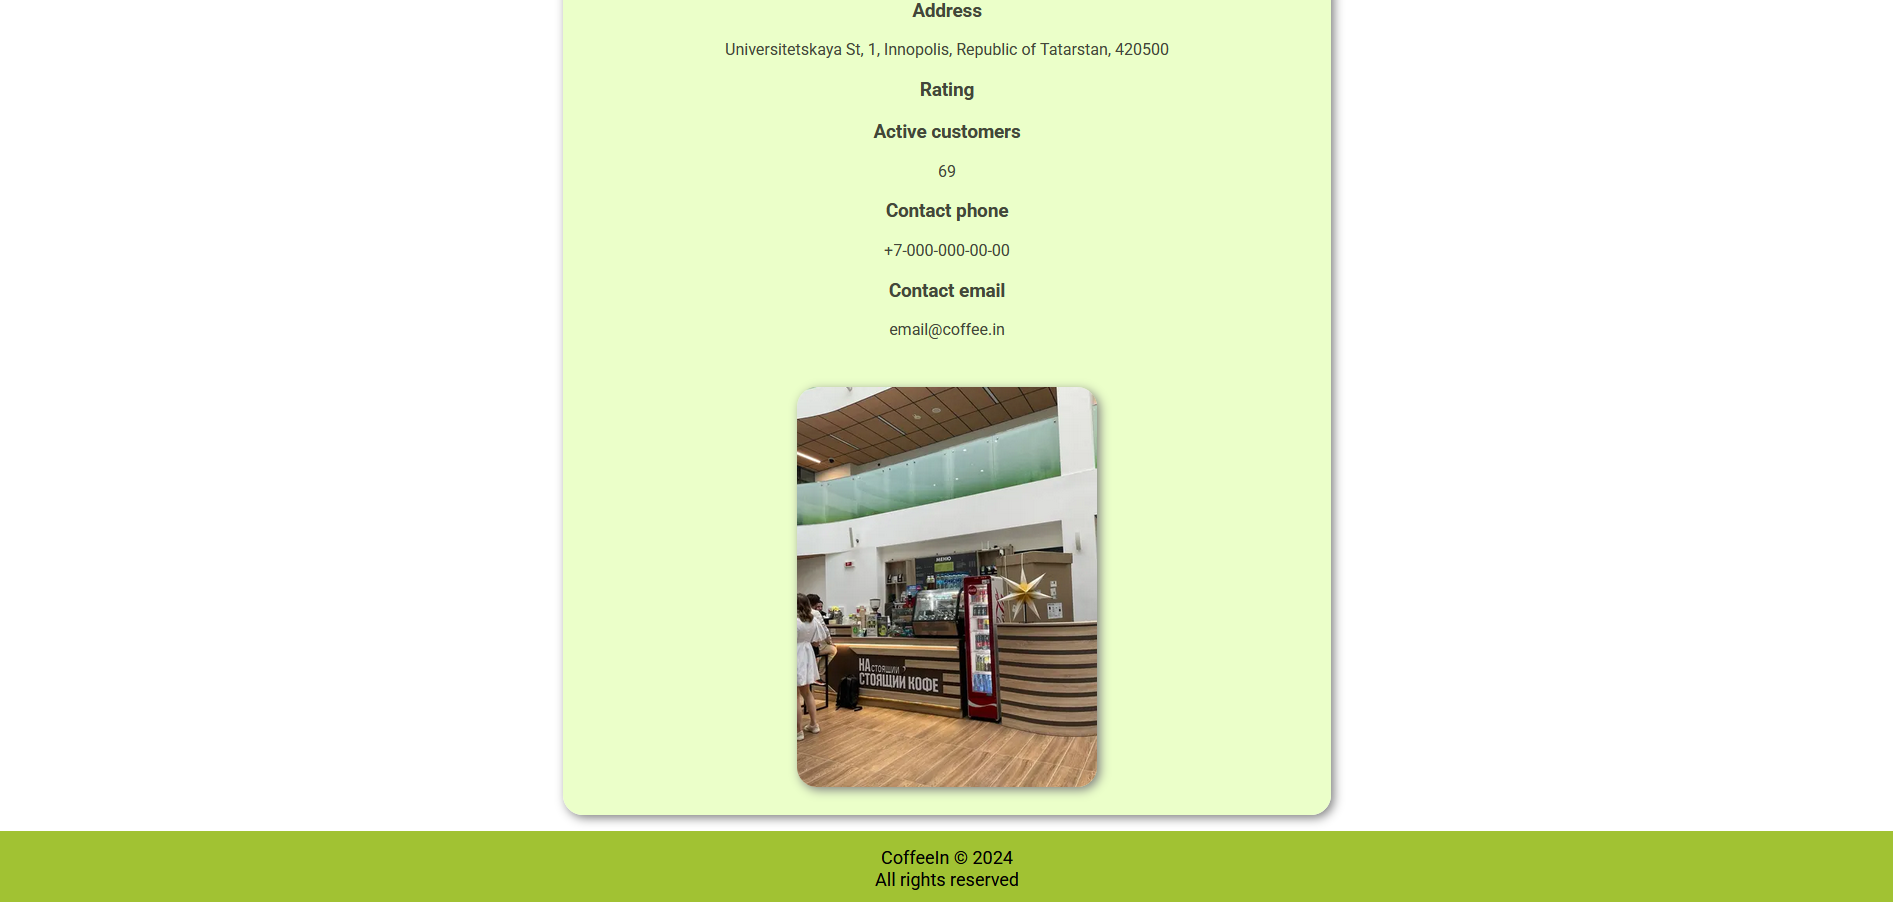 Address
Universitetskaya St, 1, Innopolis, Republic of Tatarstan, 420500
Rating
Active customers
69
Contact phone
+7-000-000-00-00
Contact email
email@coffee.in
МЕНЮ
НАСТОЯЩИЙ
СТОЯЩИЙ КОФЕ
CoffeeIn © 2024
All rights reserved